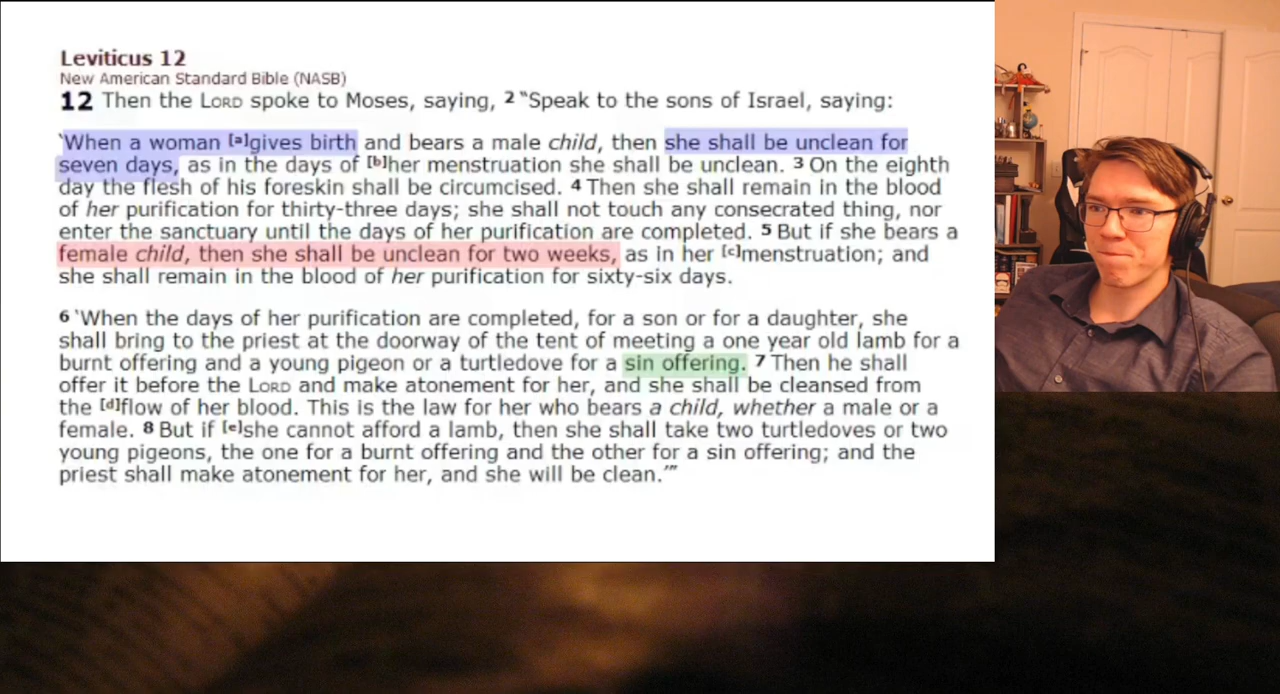 Leviticus 12
New American Standard Bible (NASB)
12 Then the LORD spoke to Moses, saying, 2 “Speak to the sons of Israel, saying:
‘When a woman [a]gives birth and bears a male child, then she shall be unclean for
seven days, as in the days of [b]her menstruation she shall be unclean. 3 On the eighth
day the flesh of his foreskin shall be circumcised. 4 Then she shall remain in the blood
of her purification for thirty-three days; she shall not touch any consecrated thing, nor
enter the sanctuary until the days of her purification are completed. 5 But if she bears a
female child, then she shall be unclean for two weeks, as in her [c]menstruation; and
she shall remain in the blood of her purification for sixty-six days.
6 ‘When the days of her purification are completed, for a son or for a daughter, she
shall bring to the priest at the doorway of the tent of meeting a one year old lamb for a
burnt offering and a young pigeon or a turtledove for a sin offering. 7 Then he shall
offer it before the LORD and make atonement for her, and she shall be cleansed from
the [d]flow of her blood. This is the law for her who bears a child, whether a male or a
female. 8 But if [e]she cannot afford a lamb, then she shall take two turtledoves or two
young pigeons, the one for a burnt offering and the other for a sin offering; and the
priest shall make atonement for her, and she will be clean.’”